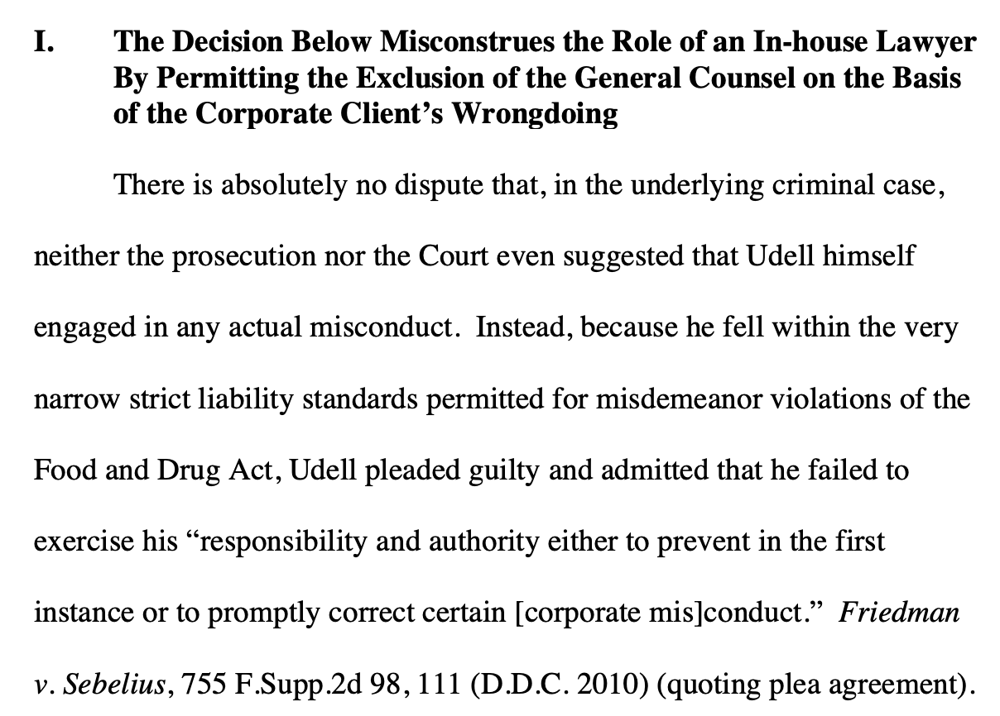 I. The Decision Below Misconstrues the Role of an In-house Lawyer
By Permitting the Exclusion of the General Counsel on the Basis
of the Corporate Client’s Wrongdoing
There is absolutely no dispute that, in the underlying criminal case,
neither the prosecution nor the Court even suggested that Udell himself
engaged in any actual misconduct.  Instead, because he fell within the very
narrow strict liability standards permitted for misdemeanor violations of the
Food and Drug Act, Udell pleaded guilty and admitted that he failed to
exercise his “responsibility and authority either to prevent in the first
instance or to promptly correct certain [corporate mis]conduct.”  Friedman
v. Sebelius, 755 F.Supp.2d 98, 111 (D.D.C. 2010) (quoting plea agreement).